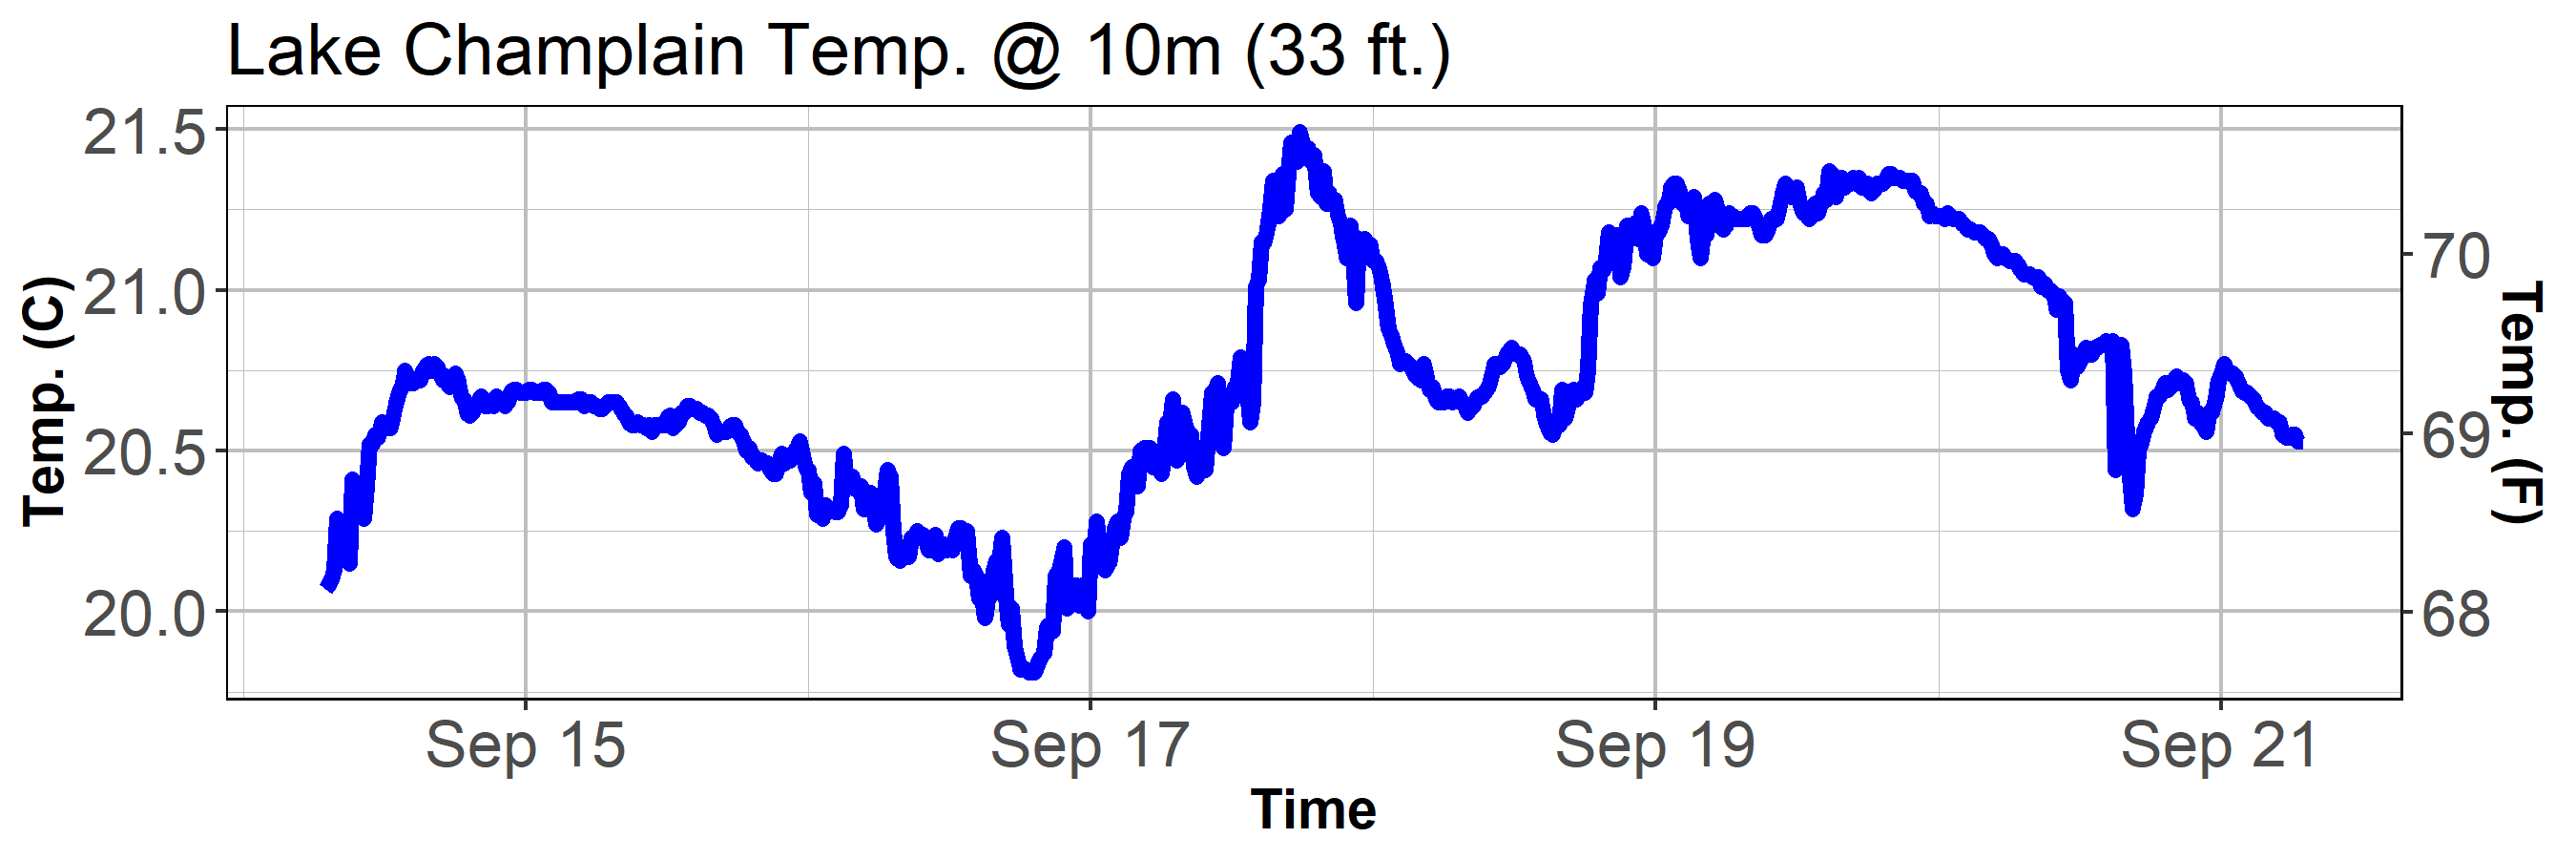 Lake Champlain Temp. @ 10m (33 ft.)
21.5
21.0
20.5
20.0
Temp. (C)
70
69
68
Temp. (F)
Sep 15 Sep 17 Sep 19 Sep 21
Time